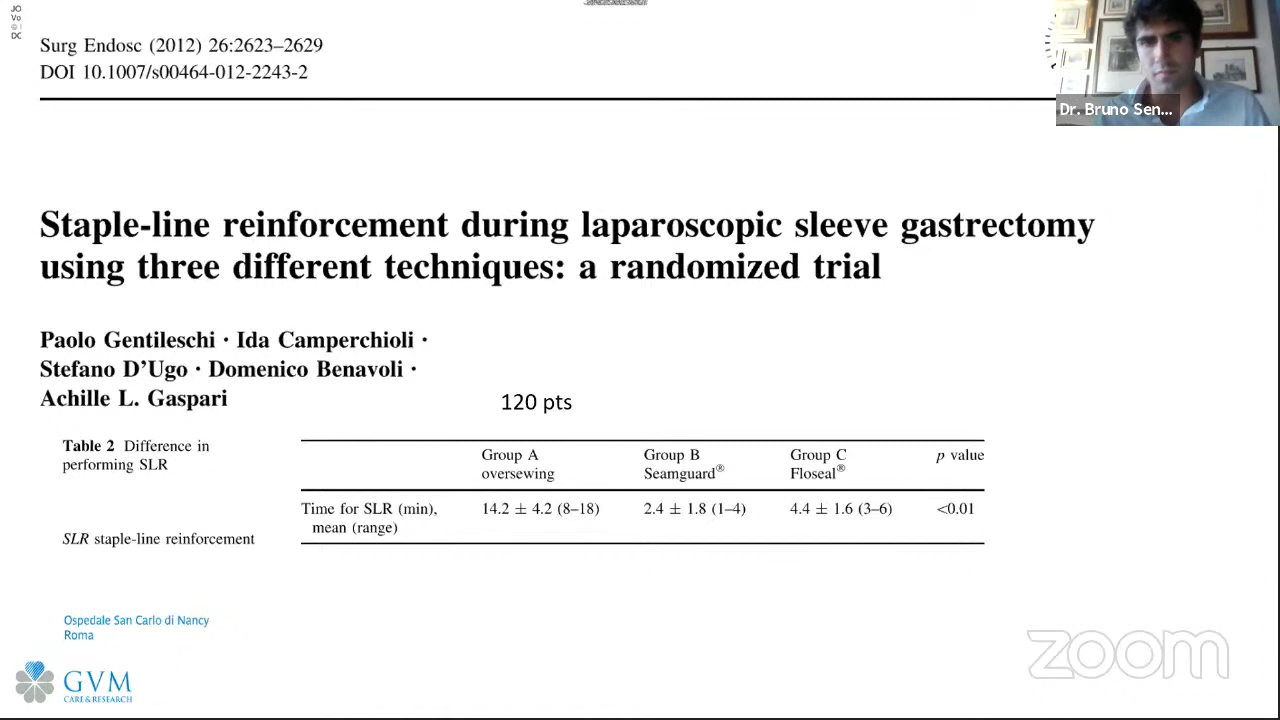 JO
Vo
DC
Surg Endosc (2012) 26:2623–2629
DOI 10.1007/s00464-012-2243-2
Dr. Bruno Sen...
Staple-line reinforcement during laparoscopic sleeve gastrectomy
using three different techniques: a randomized trial
Paolo Gentileschi · Ida Camperchioli ·
Stefano D'Ugo · Domenico Benavoli ·
Achille L. Gaspari
120 pts
Table 2 Difference in
performing SLR
SLR staple-line reinforcement
Group A
oversewing
Group B
Seamguard®
Group C
Floseal®
p value
Time for SLR (min), 14.2 ± 4.2 (8–18) 2.4 ± 1.8 (1–4) 4.4 ± 1.6 (3–6) <0.01
mean (range)
Ospedale San Carlo di Nancy
Roma
GVM
CARE & RESEARCH
zoom